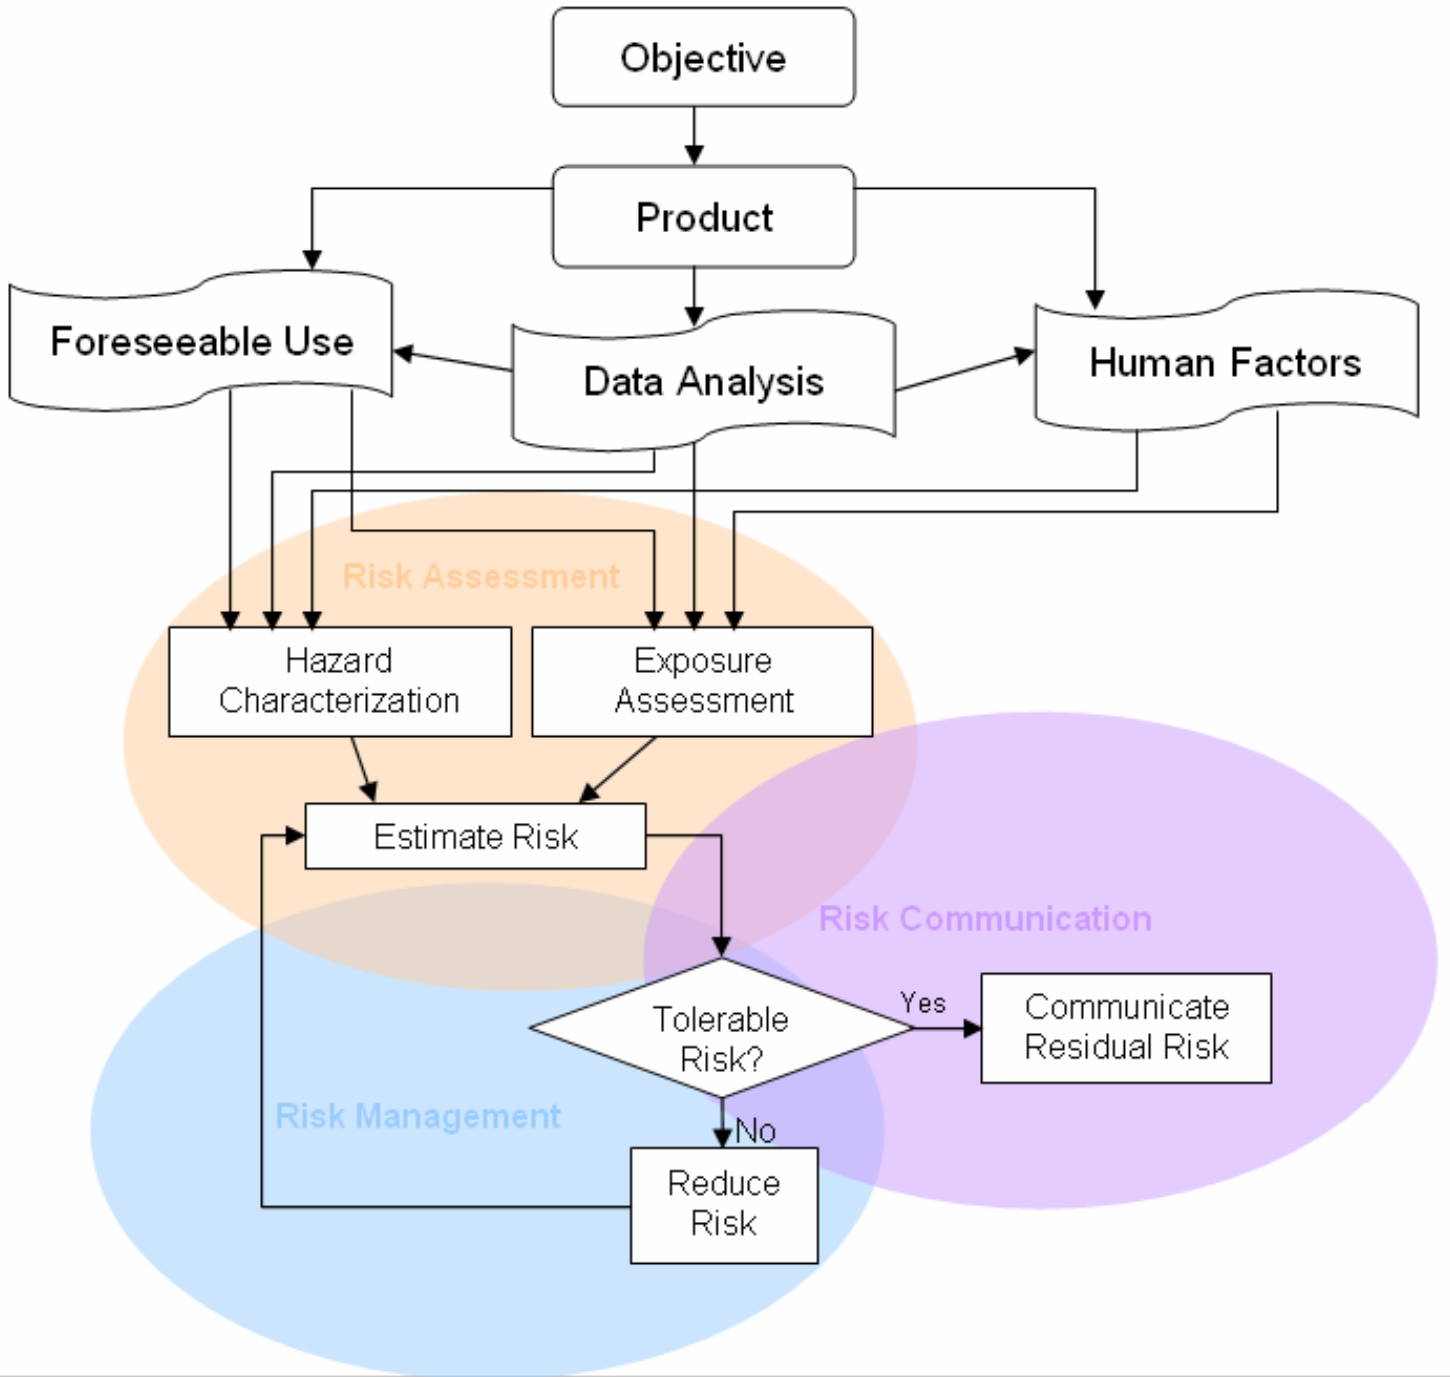 Objective
Product
Foreseeable Use
Data Analysis
Human Factors
Risk Assessment
Hazard
Characterization
Exposure
Assessment
Estimate Risk
Risk Communication
Tolerable
Risk?
Yes
Communicate
Residual Risk
Risk Management
No
Reduce
Risk